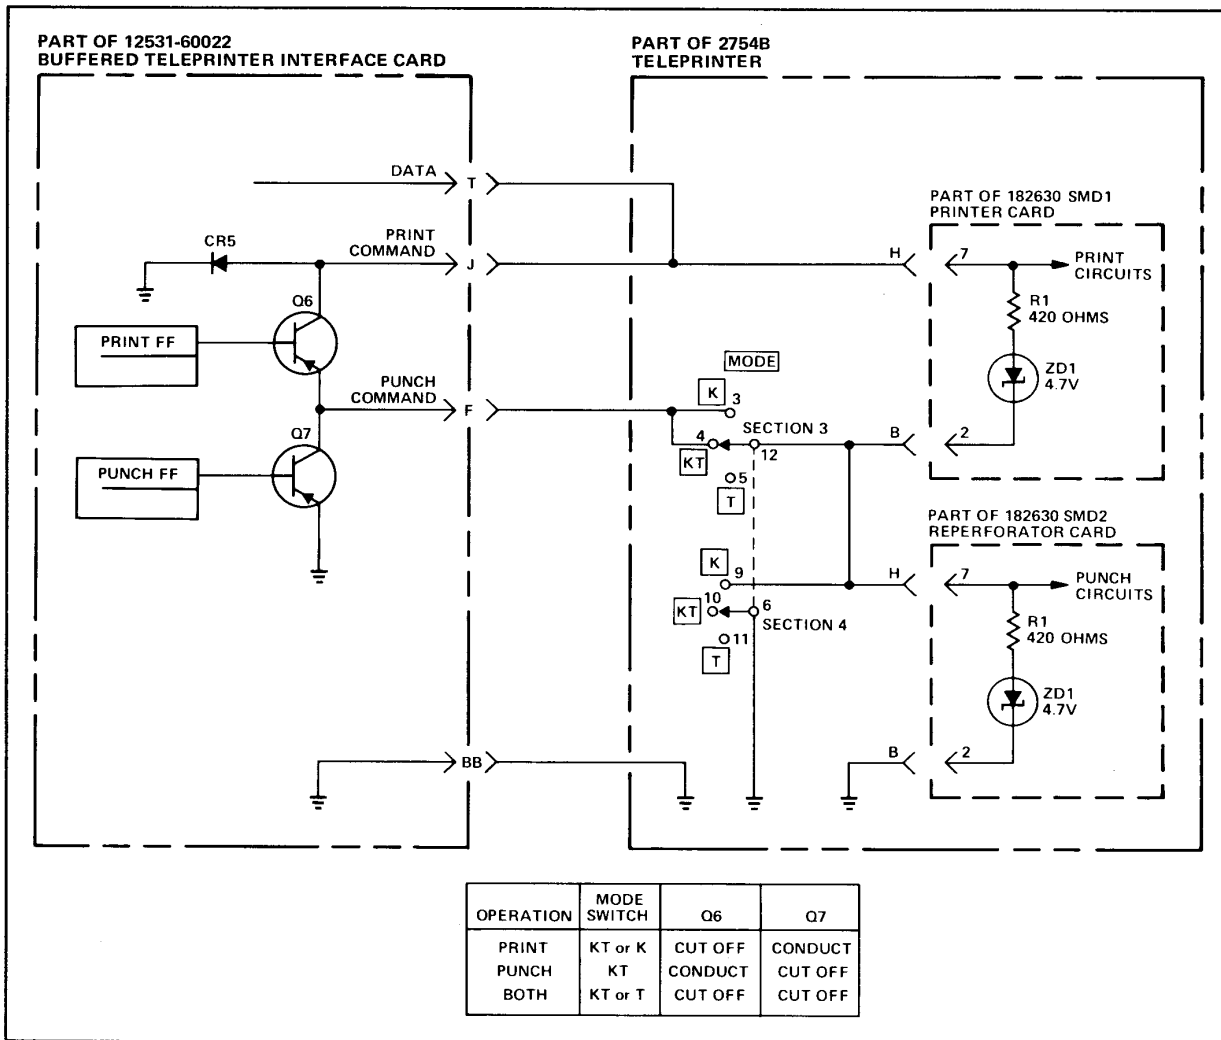 PART OF 12531-60022
BUFFERED TELEPRINTER INTERFACE CARD
PART OF 2754B
TELEPRINTER
DATA
T
PRINT
COMMAND
J
CR5
Q6
PRINT FF
PUNCH
COMMAND
F
Q7
PUNCH FF
BB
MODE
K
3
SECTION 3
4
12
KT
5
T
K
9
10
KT
6
SECTION 4
11
T
PART OF 182630 SMD1
PRINTER CARD
H
7
PRINT
CIRCUITS
R1
420 OHMS
ZD1
4.7V
B
2
PART OF 182630 SMD2
REPERFORATOR CARD
H
7
PUNCH
CIRCUITS
R1
420 OHMS
ZD1
4.7V
B
2
OPERATION MODE SWITCH Q6 Q7
PRINT KT or K CUT OFF CONDUCT
PUNCH KT CONDUCT CUT OFF
BOTH KT or T CUT OFF CUT OFF